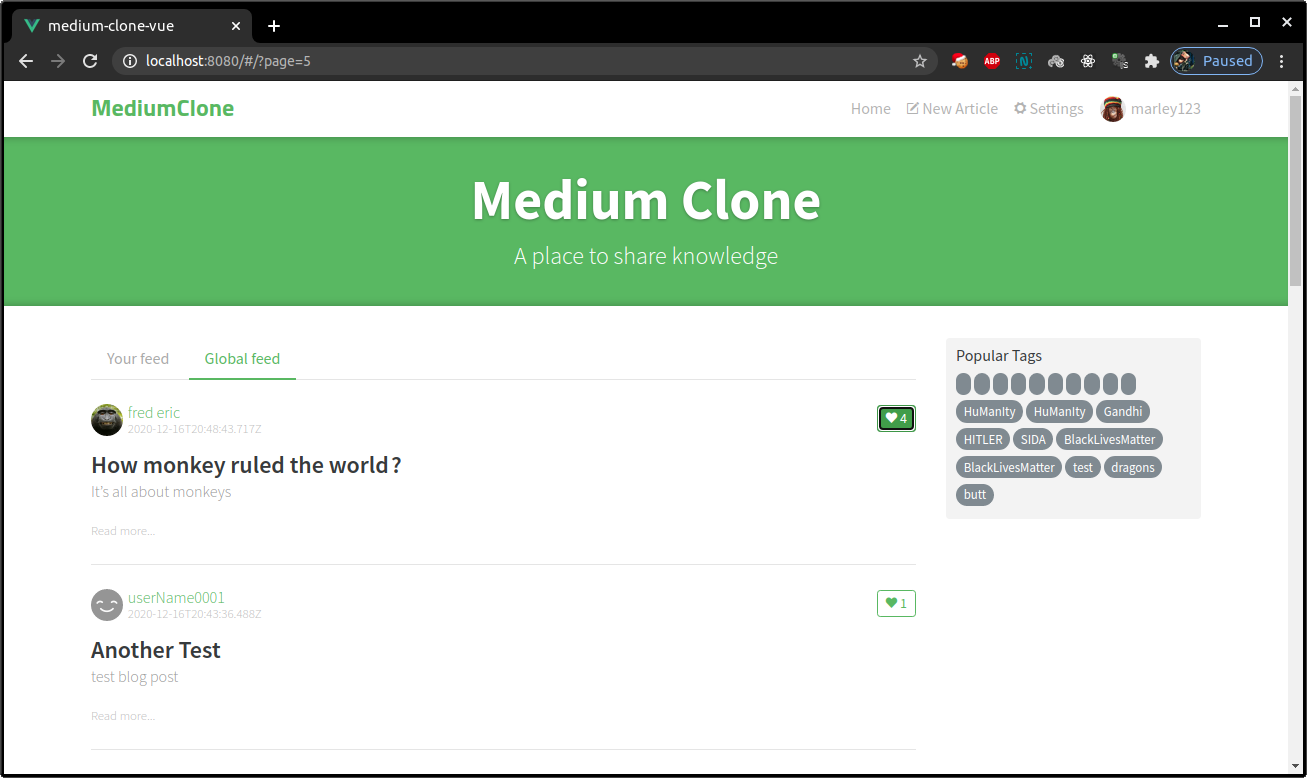 medium-clone-vue
localhost:8080/#/?page=5
ABP
N
S
Paused
MediumClone
Home New Article Settings marley123
Medium Clone
A place to share knowledge
Your feed Global feed
fred eric
2020-12-16T20:48:43.717Z
4
How monkey ruled the world?
It's all about monkeys
Read more...
userName0001
2020-12-16T20:43:36.488Z
1
Another Test
test blog post
Read more...
Popular Tags
HuManIty HuManIty Gandhi
HITLER SIDA BlackLivesMatter
BlackLivesMatter test dragons
butt